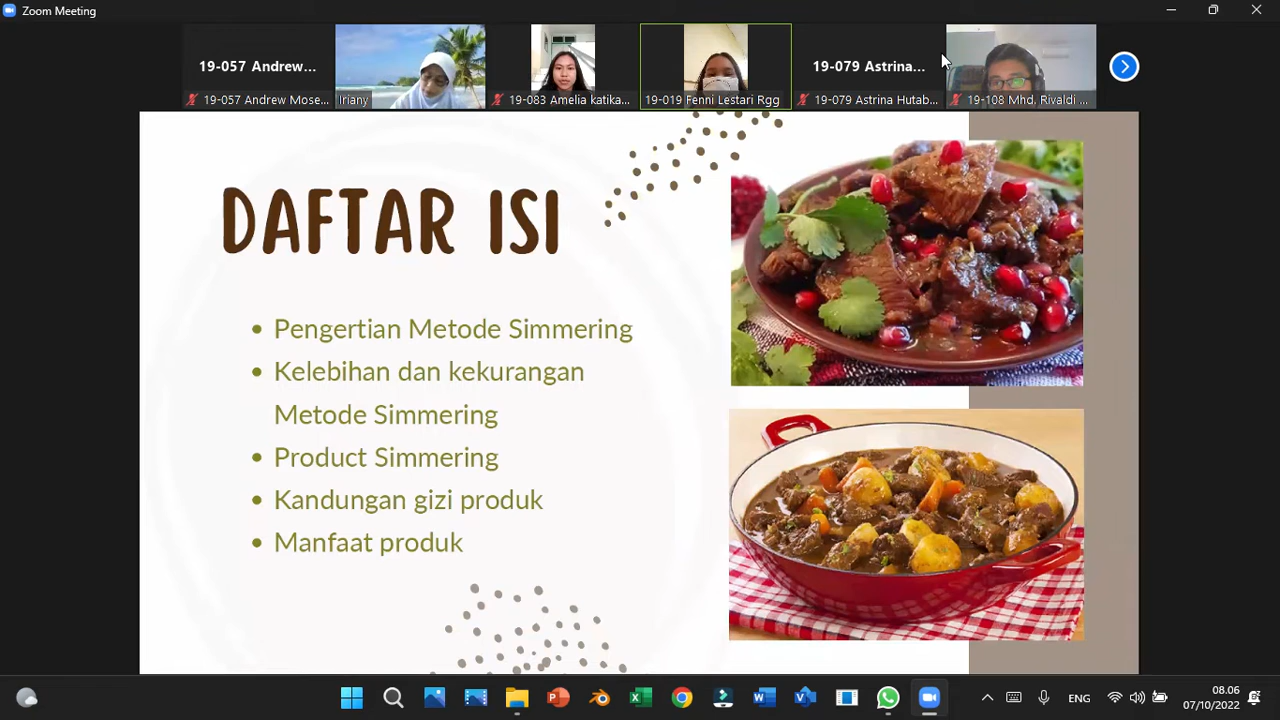 Zoom Meeting
19-057 Andrew...
19-079 Astrina...
19-057 Andrew Mose...
Iriany
19-083 Amelia katika...
19-019 Fenni Lestari Rgg
19-079 Astrina Hutab...
19-108 Mhd. Rivaldi ...
DAFTAR ISI
• Pengertian Metode Simmering
• Kelebihan dan kekurangan
Metode Simmering
• Product Simmering
• Kandungan gizi produk
• Manfaat produk
ENG
08.06
07/10/2022